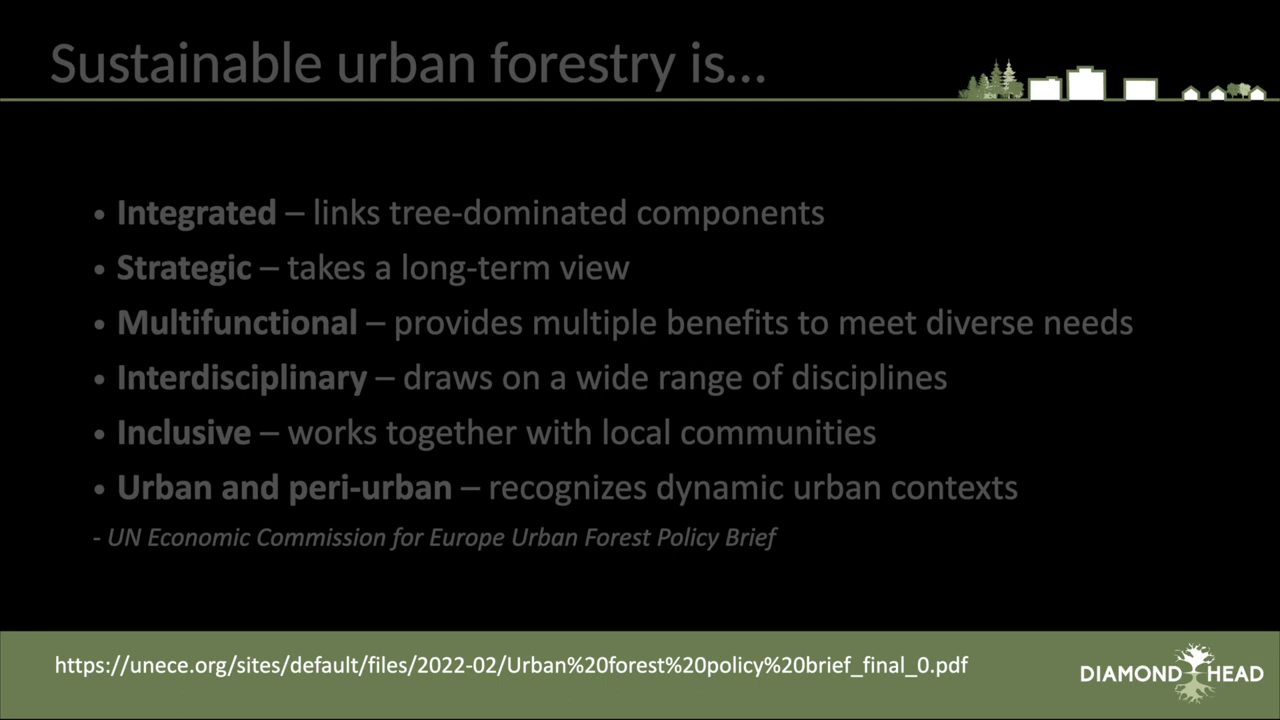 Sustainable urban forestry is…
• Integrated – links tree-dominated components
• Strategic – takes a long-term view
• Multifunctional – provides multiple benefits to meet diverse needs
• Interdisciplinary – draws on a wide range of disciplines
• Inclusive – works together with local communities
• Urban and peri-urban – recognizes dynamic urban contexts
- UN Economic Commission for Europe Urban Forest Policy Brief
https://unece.org/sites/default/files/2022-02/Urban%20forest%20policy%20brief_final_0.pdf
DIAMOND HEAD